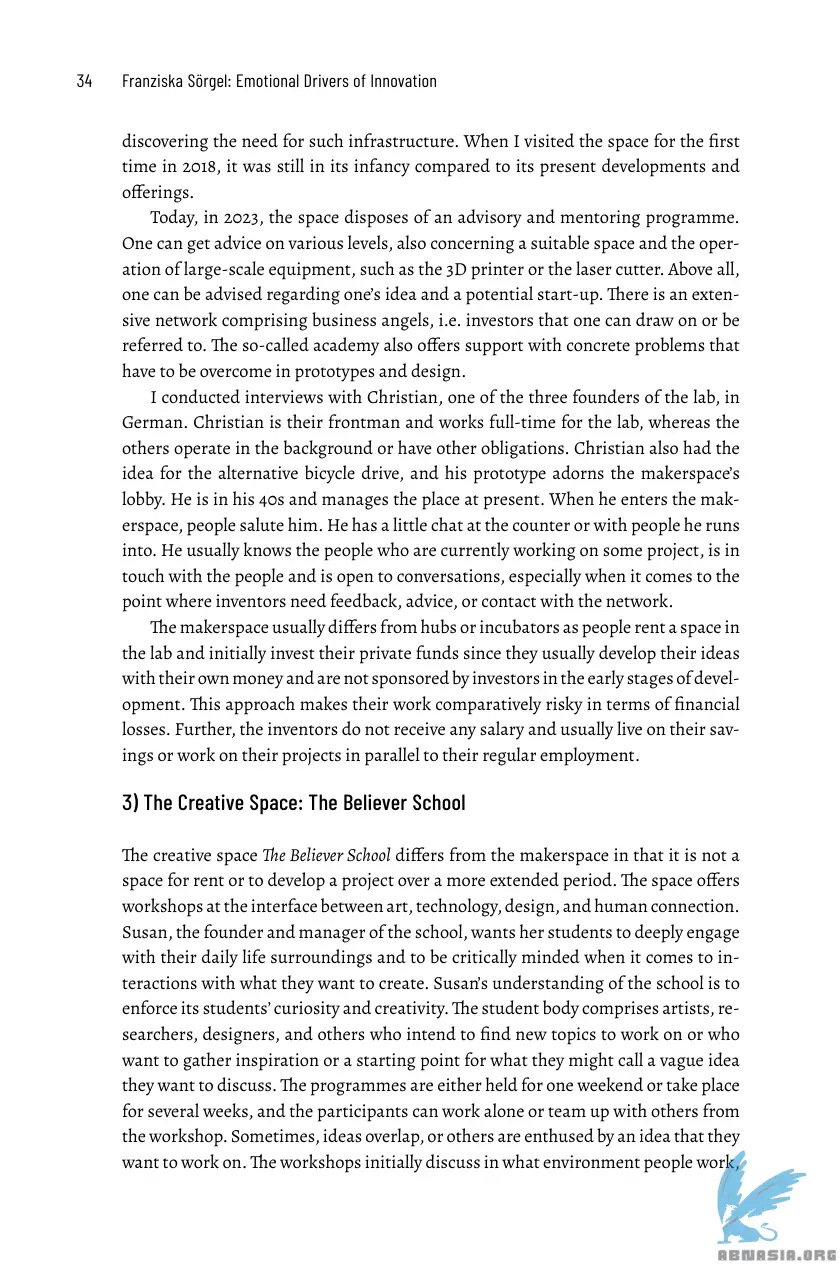 34 Franziska Sörgel: Emotional Drivers of Innovation
discovering the need for such infrastructure. When I visited the space for the first
time in 2018, it was still in its infancy compared to its present developments and
offerings.
Today, in 2023, the space disposes of an advisory and mentoring programme.
One can get advice on various levels, also concerning a suitable space and the oper-
ation of large-scale equipment, such as the 3D printer or the laser cutter. Above all,
one can be advised regarding one's idea and a potential start-up. There is an exten-
sive network comprising business angels, i.e. investors that one can draw on or be
referred to. The so-called academy also offers support with concrete problems that
have to be overcome in prototypes and design.
I conducted interviews with Christian, one of the three founders of the lab, in
German. Christian is their frontman and works full-time for the lab, whereas the
others operate in the background or have other obligations. Christian also had the
idea for the alternative bicycle drive, and his prototype adorns the makerspace's
lobby. He is in his 40s and manages the place at present. When he enters the mak-
erspace, people salute him. He has a little chat at the counter or with people he runs
into. He usually knows the people who are currently working on some project, is in
touch with the people and is open to conversations, especially when it comes to the
point where inventors need feedback, advice, or contact with the network.
The makerspace usually differs from hubs or incubators as people rent a space in
the lab and initially invest their private funds since they usually develop their ideas
with their own money and are not sponsored by investors in the early stages of devel-
opment. This approach makes their work comparatively risky in terms of financial
losses. Further, the inventors do not receive any salary and usually live on their sav-
ings or work on their projects in parallel to their regular employment.
3) The Creative Space: The Believer School
The creative space The Believer School differs from the makerspace in that it is not a
space for rent or to develop a project over a more extended period. The space offers
workshops at the interface between art, technology, design, and human connection.
Susan, the founder and manager of the school, wants her students to deeply engage
with their daily life surroundings and to be critically minded when it comes to in-
teractions with what they want to create. Susan's understanding of the school is to
enforce its students' curiosity and creativity. The student body comprises artists, re-
searchers, designers, and others who intend to find new topics to work on or who
want to gather inspiration or a starting point for what they might call a vague idea
they want to discuss. The programmes are either held for one weekend or take place
for several weeks, and the participants can work alone or team up with others from
the workshop. Sometimes, ideas overlap, or others are enthused by an idea that they
want to work on. The workshops initially discuss in what environment people work,
ABNASIA.ORG